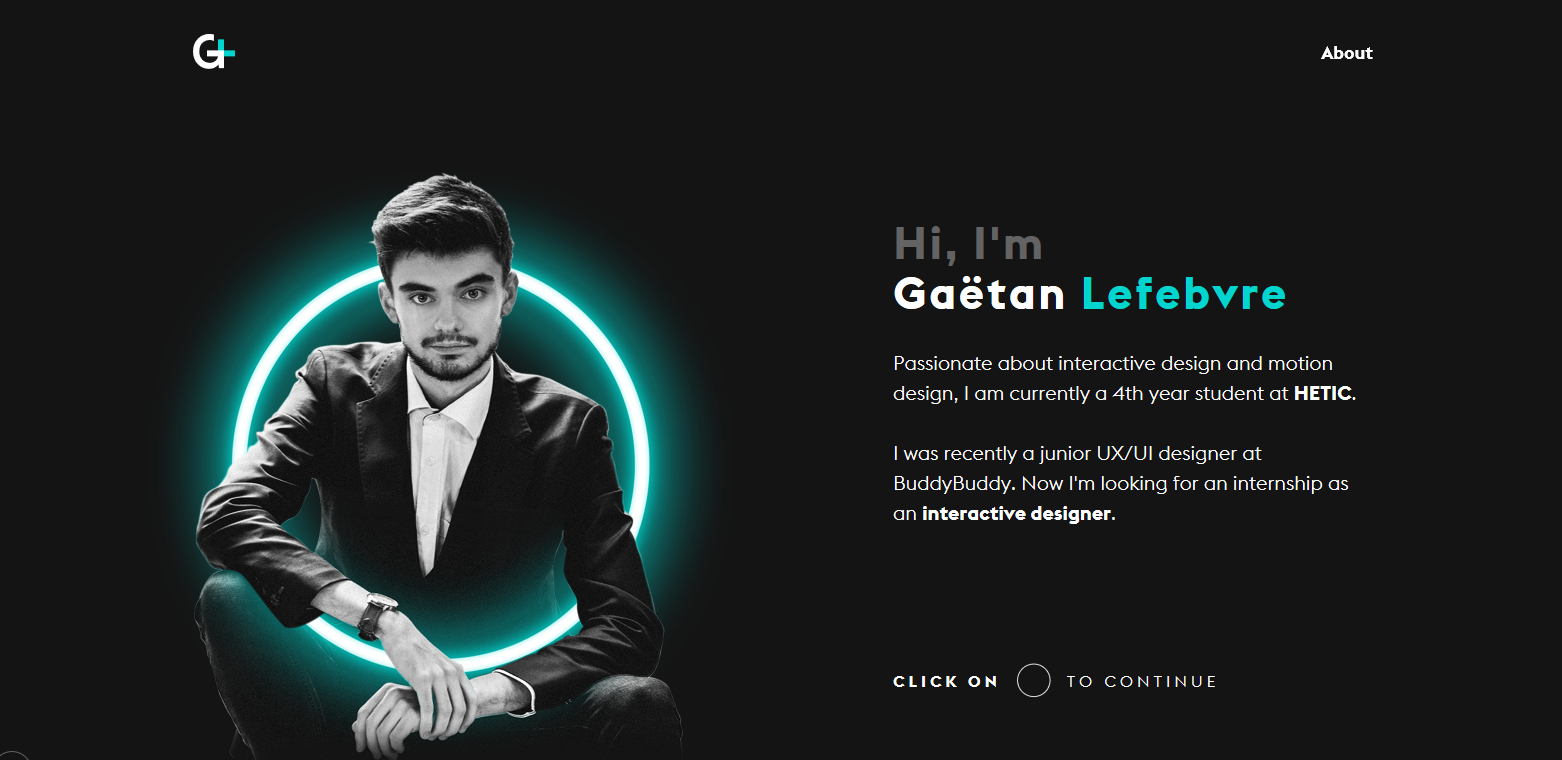 G+
About
Hi, I'm
Gaëtan Lefebvre
Passionate about interactive design and motion
design, I am currently a 4th year student at HETIC.
I was recently a junior UX/UI designer at
BuddyBuddy. Now I'm looking for an internship as
an interactive designer.
CLICK ON TO CONTINUE